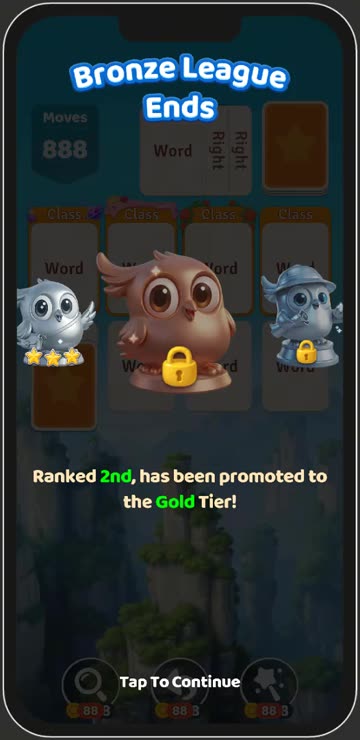 Bronze League
Ends
Moves
888
Word
Right
Right
Class
Class
Class
Class
Word
Word
Word
Word
Word
Ranked 2nd, has been promoted to
the Gold Tier!
Tap To Continue
88
88
88